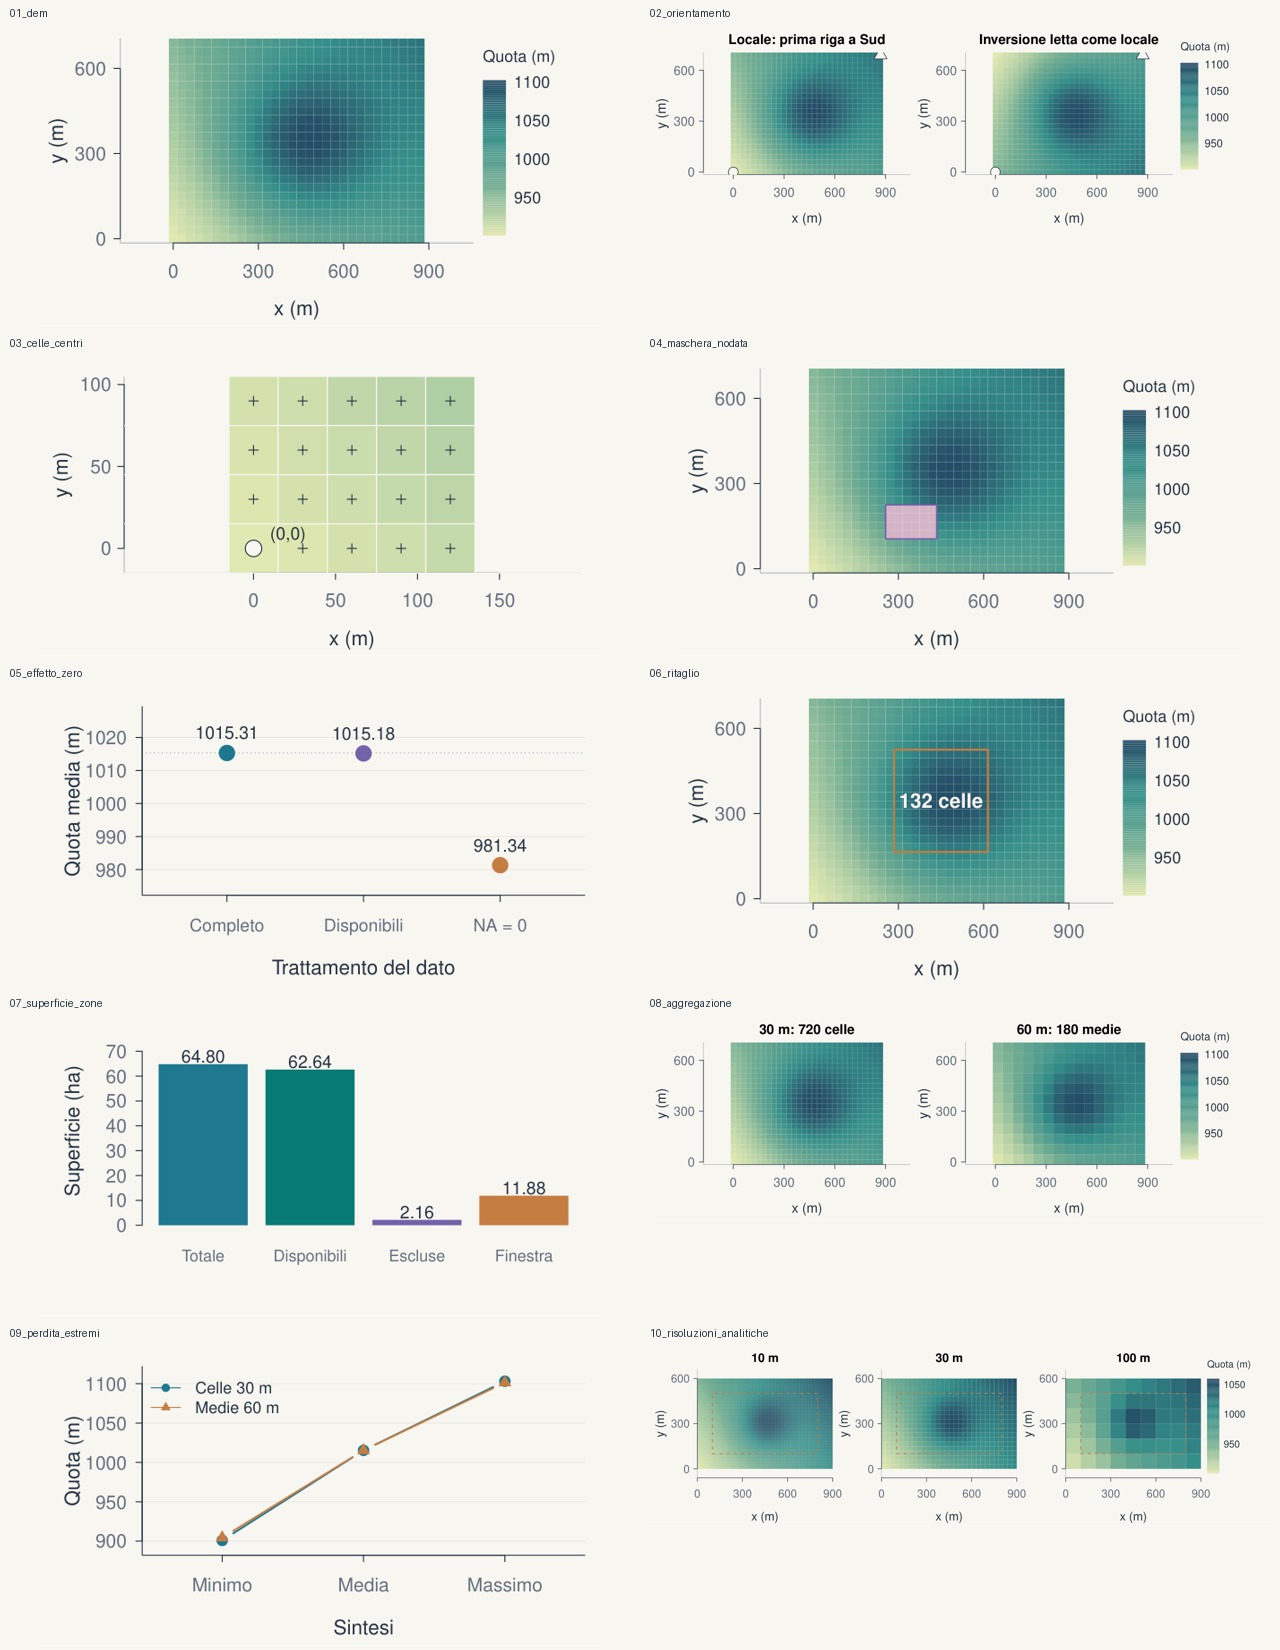 01_dem
Quota (m)
1100
1050
1000
950
600
300
0
y (m)
0 300 600 900
x (m)
02_orientamento
Locale: prima riga a Sud
600
300
0
y (m)
0 300 600 900
x (m)
Inversione letta come locale
600
300
0
y (m)
0 300 600 900
x (m)
Quota (m)
1100
1050
1000
950
03_celle_centri
100
50
0
y (m)
(0,0)
0 50 100 150
x (m)
04_maschera_nodata
600
300
0
y (m)
0 300 600 900
x (m)
Quota (m)
1100
1050
1000
950
05_effetto_zero
Quota media (m)
1020
1010
1000
990
980
1015.31
1015.18
981.34
Completo Disponibili NA = 0
Trattamento del dato
06_ritaglio
600
300
0
y (m)
132 celle
0 300 600 900
x (m)
Quota (m)
1100
1050
1000
950
07_superficie_zone
Superficie (ha)
70
60
50
40
30
20
10
0
64.80
62.64
2.16
11.88
Totale Disponibili Escluse Finestra
08_aggregazione
30 m: 720 celle
600
300
0
y (m)
0 300 600 900
x (m)
60 m: 180 medie
600
300
0
y (m)
0 300 600 900
x (m)
Quota (m)
1100
1050
1000
950
09_perdita_estremi
Quota (m)
1100
1050
1000
950
900
Celle 30 m
Medie 60 m
Minimo Media Massimo
Sintesi
10_risoluzioni_analitiche
10 m
600
300
0
y (m)
0 300 600 900
x (m)
30 m
600
300
0
y (m)
0 300 600 900
x (m)
100 m
600
300
0
y (m)
0 300 600 900
x (m)
Quota (m)
1050
1000
950